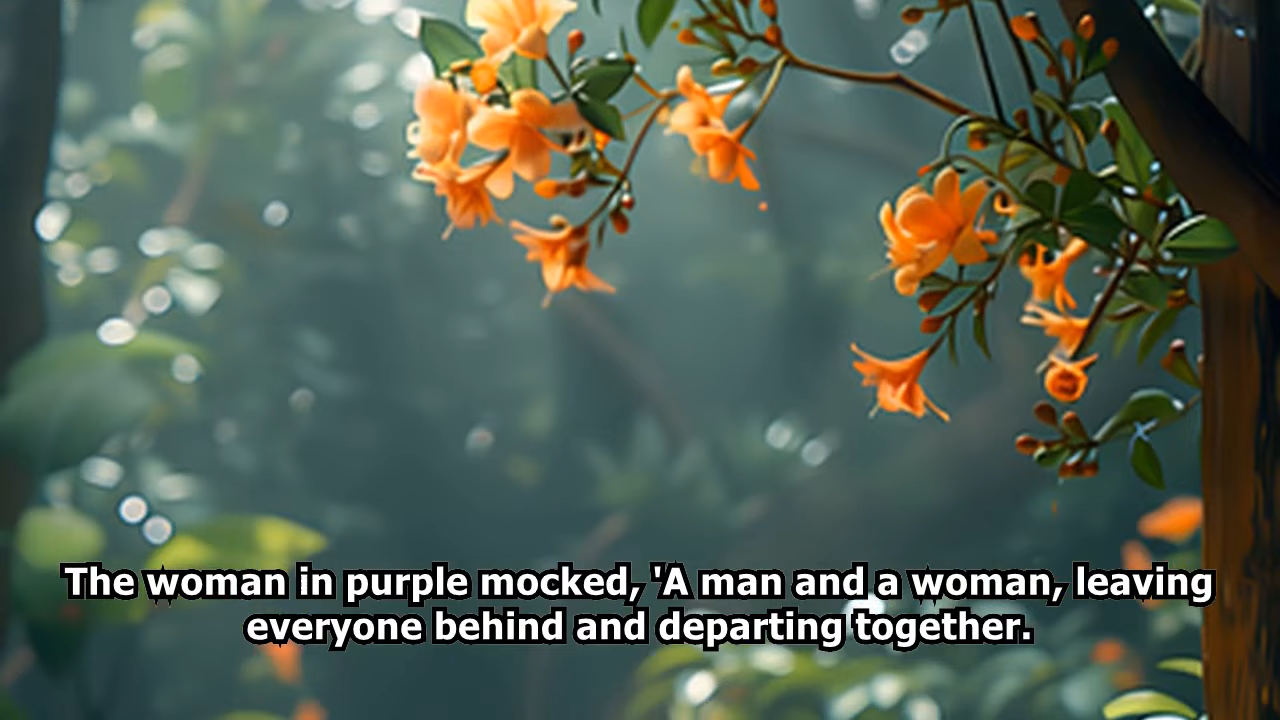 The woman in purple mocked, 'A man and a woman, leaving
everyone behind and departing together.